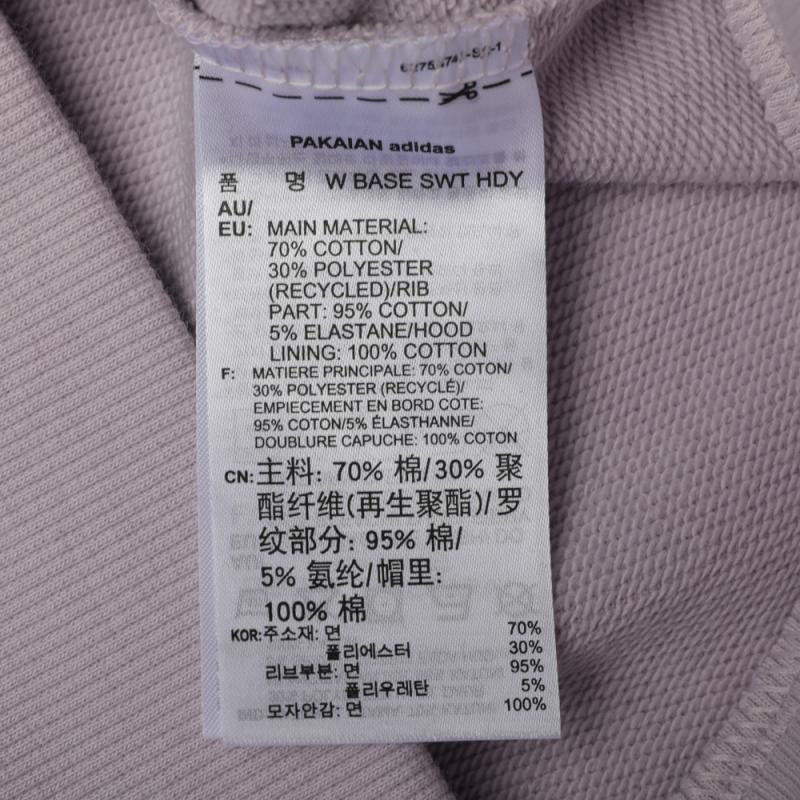 PAKAIAN adidas
품 명 W BASE SWT HDY
AU/
EU: MAIN MATERIAL:
70% COTTON/
30% POLYESTER
(RECYCLED)/RIB
PART: 95% COTTON/
5% ELASTANE/HOOD
LINING: 100% COTTON
F: MATIERE PRINCIPALE: 70% COTON/
30% POLYESTER (RECYCLÉ)/
EMPIECEMENT EN BORD COTE:
95% COTON/5% ÉLASTHANNE/
DOUBLURE CAPUCHE: 100% COTON
CN: 主料: 70% 棉/30% 聚
酯纤维(再生聚酯)/罗
纹部分: 95% 棉/
5% 氨纶/帽里:
100% 棉
KOR: 주소재: 면 70%
폴리에스터 30%
리브부분: 면 95%
폴리우레탄 5%
모자안감: 면 100%